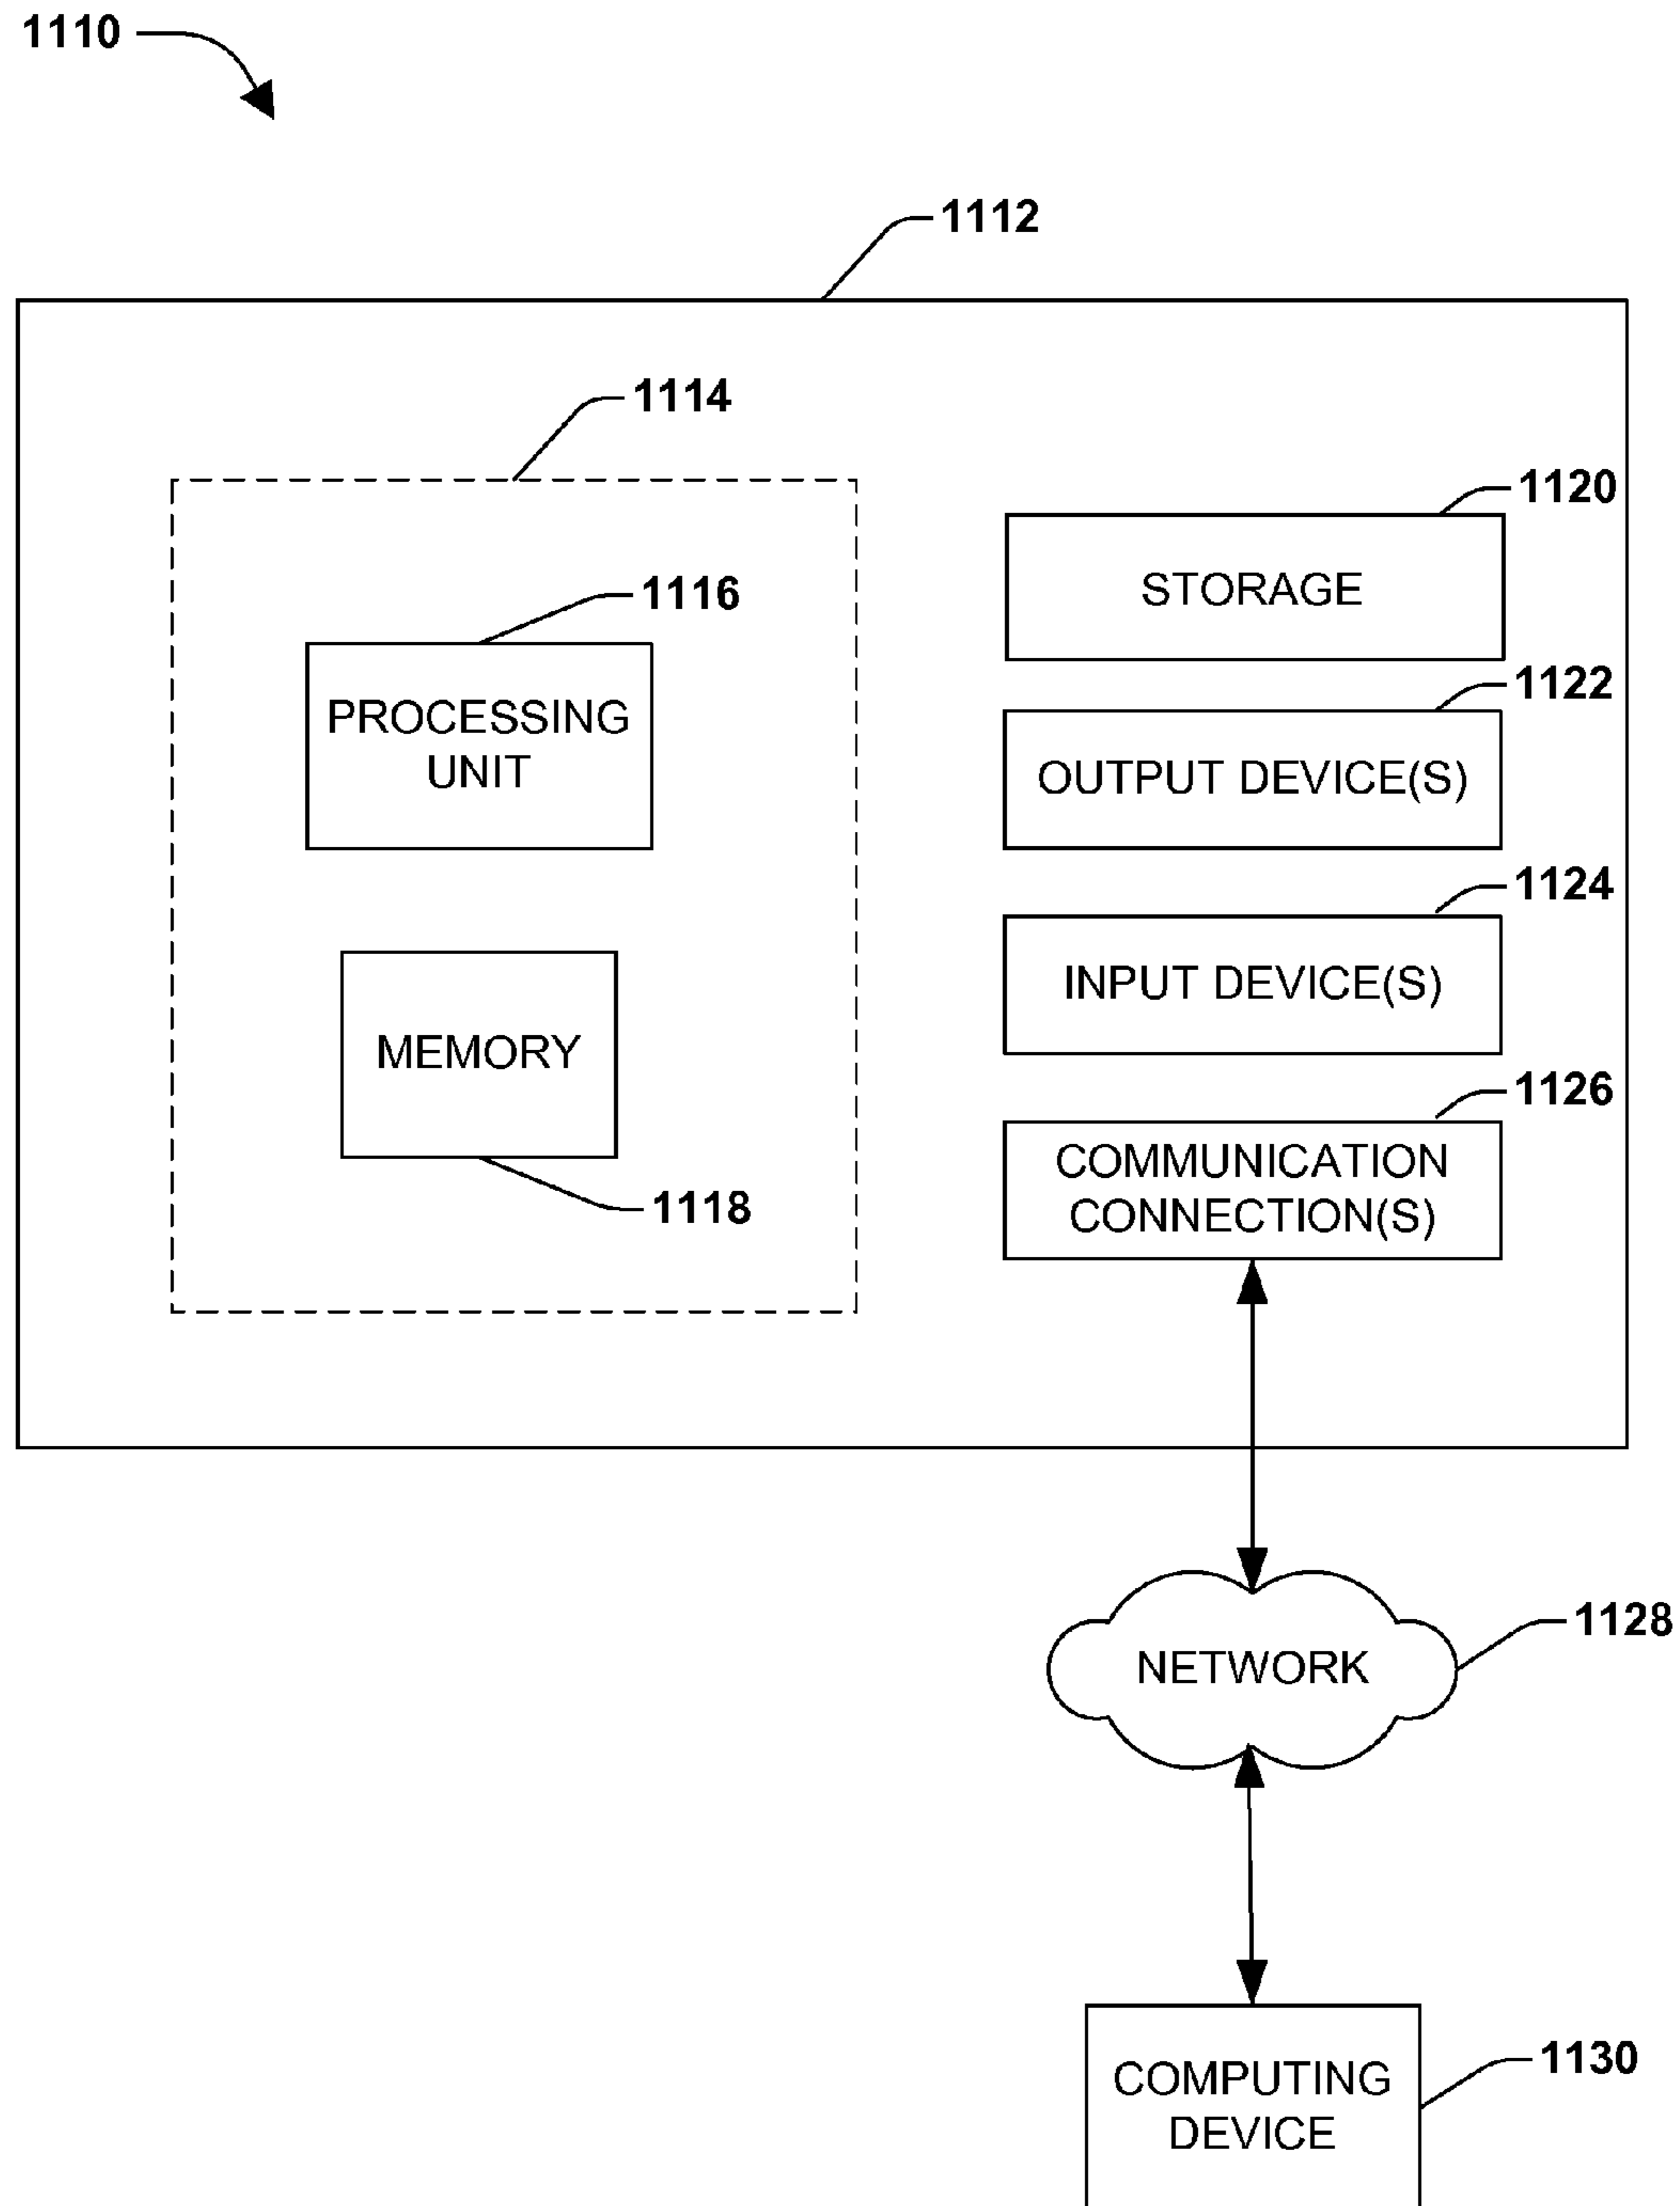 1110
1112
1114
1120
STORAGE
1116
PROCESSING
UNIT
1122
OUTPUT DEVICE(S)
1124
INPUT DEVICE(S)
MEMORY
1118
1126
COMMUNICATION
CONNECTION(S)
1128
NETWORK
1130
COMPUTING
DEVICE